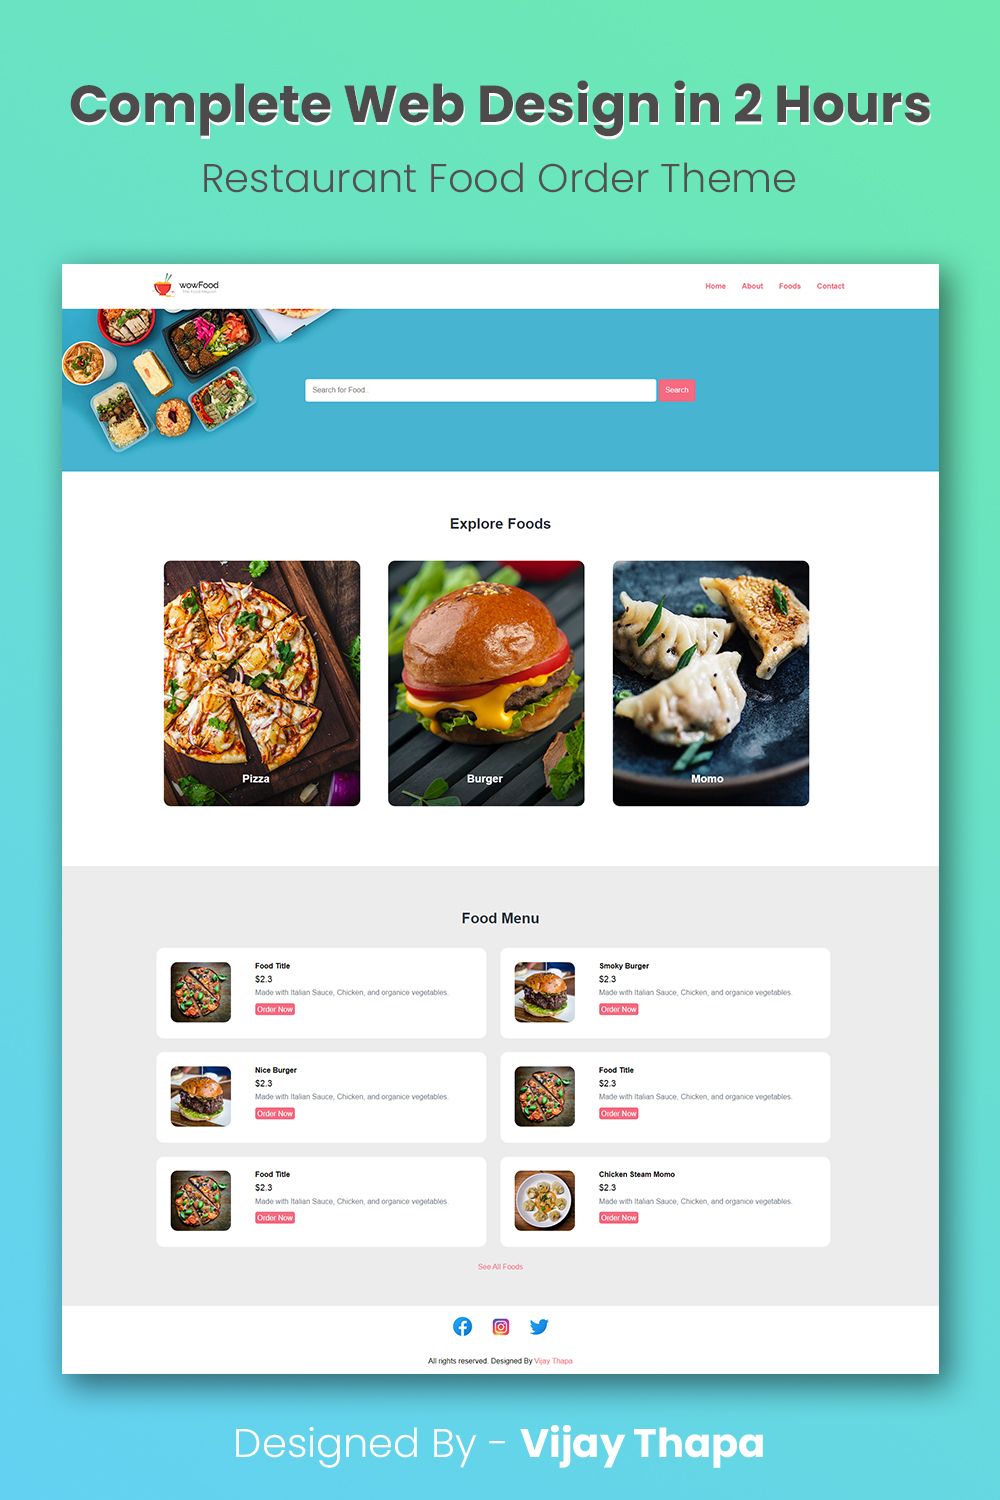 Complete Web Design in 2 Hours
Restaurant Food Order Theme
wowFood
Home About Foods Contact
Search for Food..
Search
Explore Foods
Pizza
Burger
Momo
Food Menu
Food Title
$2.3
Made with Italian Sauce, Chicken, and organice vegetables.
Order Now
Smoky Burger
$2.3
Made with Italian Sauce, Chicken, and organice vegetables.
Order Now
Nice Burger
$2.3
Made with Italian Sauce, Chicken, and organice vegetables.
Order Now
Food Title
$2.3
Made with Italian Sauce, Chicken, and organice vegetables.
Order Now
Food Title
$2.3
Made with Italian Sauce, Chicken, and organice vegetables.
Order Now
Chicken Steam Momo
$2.3
Made with Italian Sauce, Chicken, and organice vegetables.
Order Now
See All Foods
All rights reserved. Designed By Vijay Thapa
Designed By - Vijay Thapa